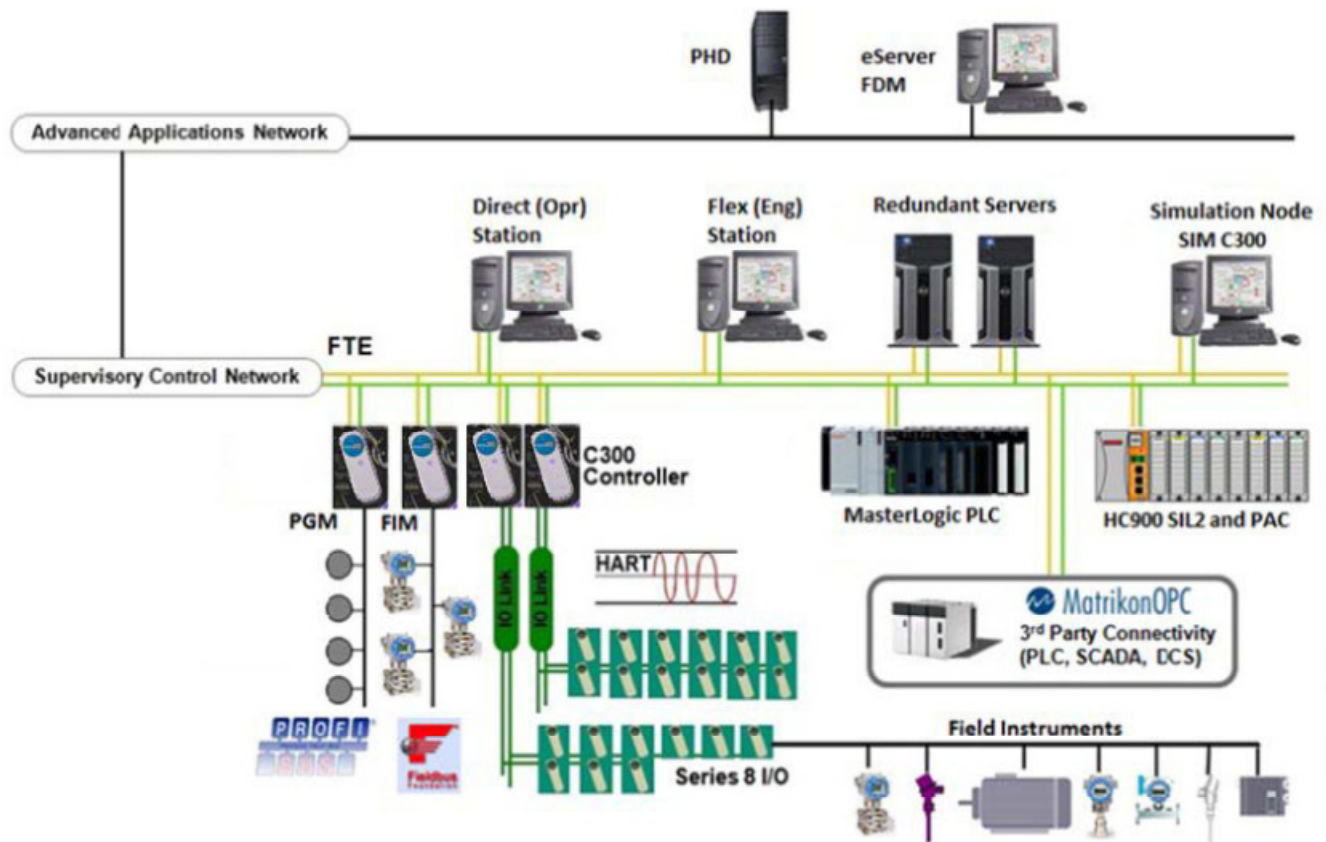 PHD
eServer
FDM
Advanced Applications Network
Direct (Opr)
Station
Flex (Eng)
Station
Redundant Servers
Simulation Node
SIM C300
FTE
Supervisory Control Network
C300
Controller
PGM
FIM
MasterLogic PLC
HC900 SIL2 and PAC
IO Link
IO Link
HART
MatrikonOPC
3rd Party Connectivity
(PLC, SCADA, DCS)
PROFI
BUS
Fieldbus
Foundation
Series 8 I/O
Field Instruments